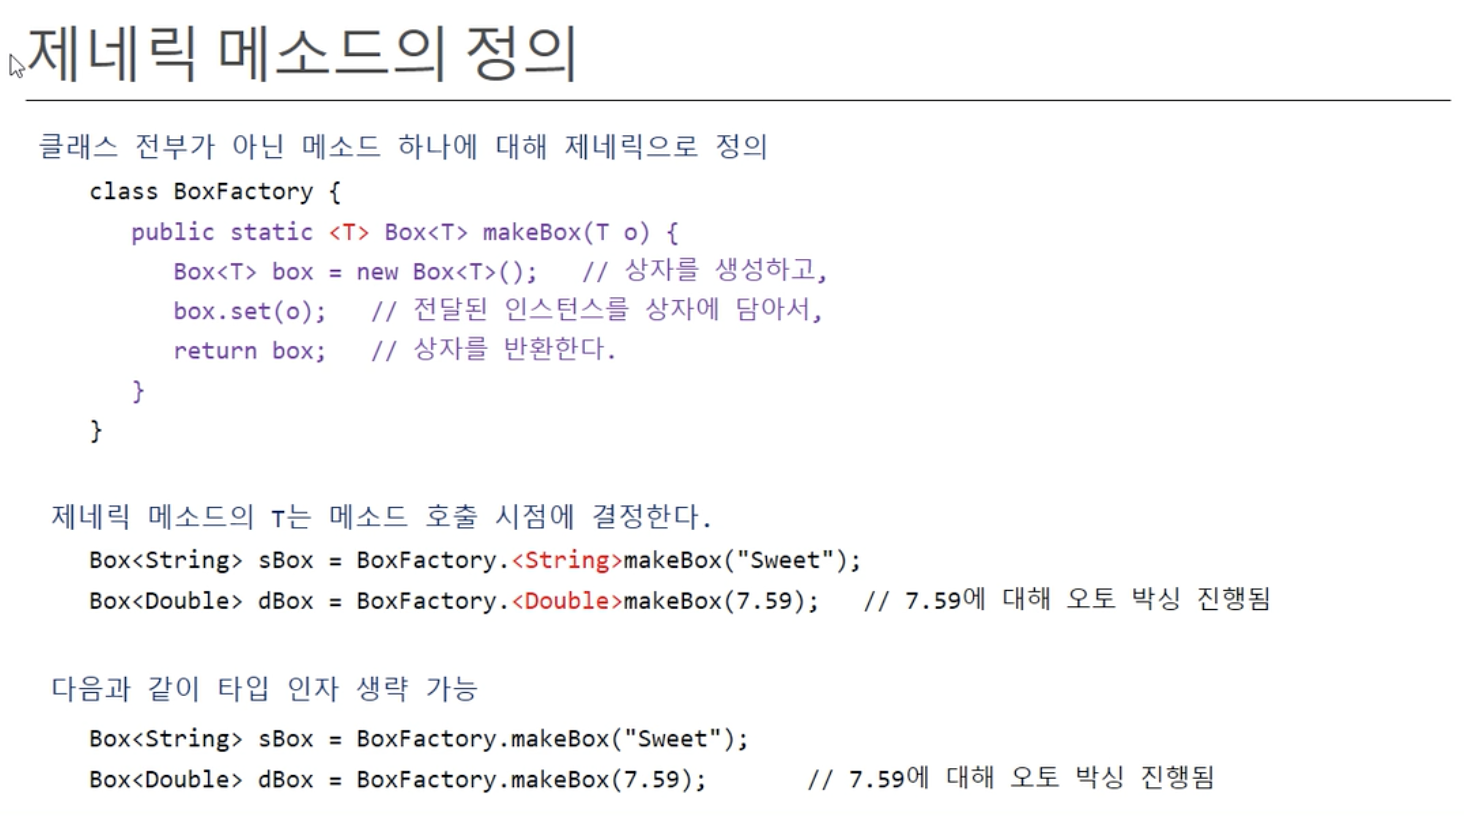 제네릭 메소드의 정의
클래스 전부가 아닌 메소드 하나에 대해 제네릭으로 정의
class BoxFactory {
public static <T> Box<T> makeBox(T o) {
Box<T> box = new Box<T>(); // 상자를 생성하고,
box.set(o); // 전달된 인스턴스를 상자에 담아서,
return box; // 상자를 반환한다.
}
}
제네릭 메소드의 T는 메소드 호출 시점에 결정한다.
Box<String> sBox = BoxFactory.<String>makeBox("Sweet");
Box<Double> dBox = BoxFactory.<Double>makeBox(7.59); // 7.59에 대해 오토 박싱 진행됨
다음과 같이 타입 인자 생략 가능
Box<String> sBox = BoxFactory.makeBox("Sweet");
Box<Double> dBox = BoxFactory.makeBox(7.59); // 7.59에 대해 오토 박싱 진행됨